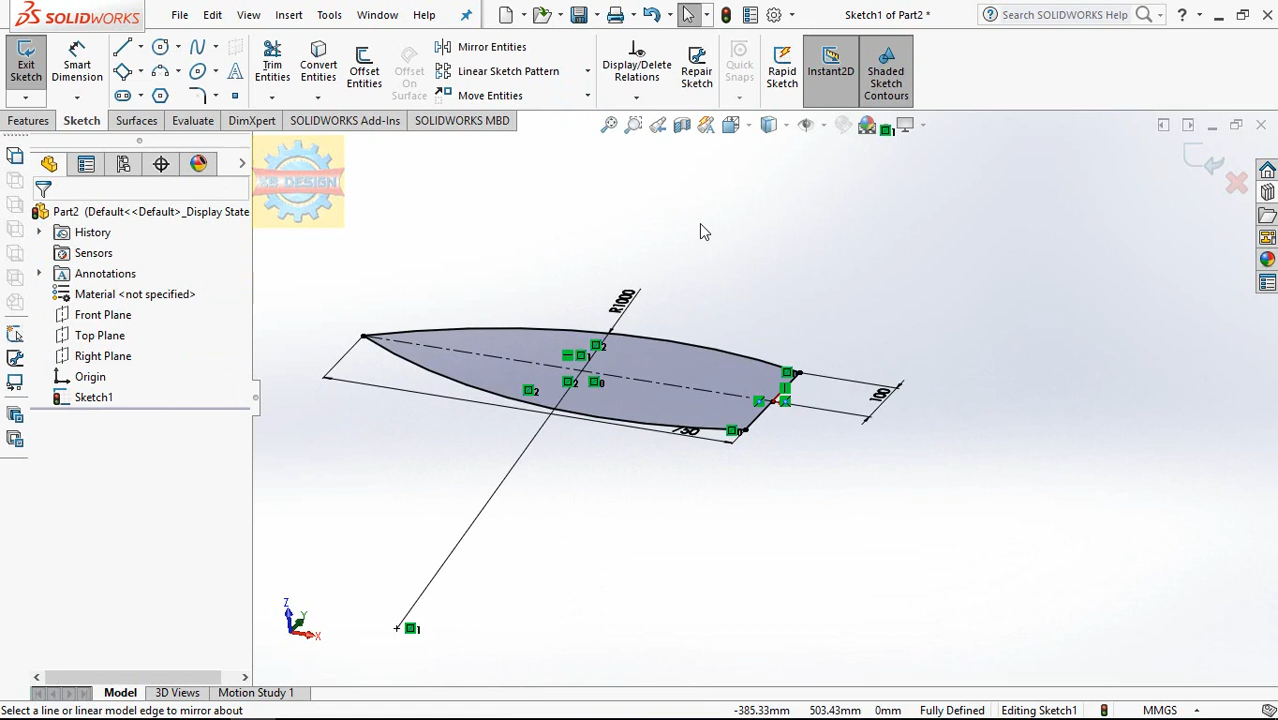 SOLIDWORKS
File
Edit
View
Insert
Tools
Window
Help
Sketch1 of Part2 *
Search SOLIDWORKS Help
Exit Sketch
Smart Dimension
Trim Entities
Convert Entities
Offset Entities
Offset On Surface
Mirror Entities
Linear Sketch Pattern
Move Entities
Display/Delete Relations
Repair Sketch
Quick Snaps
Rapid Sketch
Instant2D
Shaded Sketch Contours
Features
Sketch
Surfaces
Evaluate
DimXpert
SOLIDWORKS Add-Ins
SOLIDWORKS MBD
Part2 (Default<<Default>_Display State
History
Sensors
Annotations
Material <not specified>
Front Plane
Top Plane
Right Plane
Origin
Sketch1
R1000
100
Z
Y
X
Model
3D Views
Motion Study 1
Select a line or linear model edge to mirror about
-385.33mm
503.43mm
0mm
Fully Defined
Editing Sketch1
MMGS